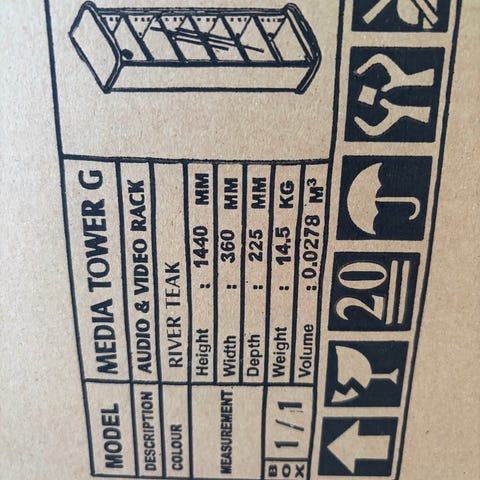 MODEL MEDIA TOWER G
DESCRIPTION AUDIO & VIDEO RACK
COLOUR RIVER TEAK
MEASUREMENT Height : 1440 MM
Width : 360 MM
Depth : 225 MM
Weight : 14.5 KG
Volume : 0.0278 M³
BOX 1/1
20